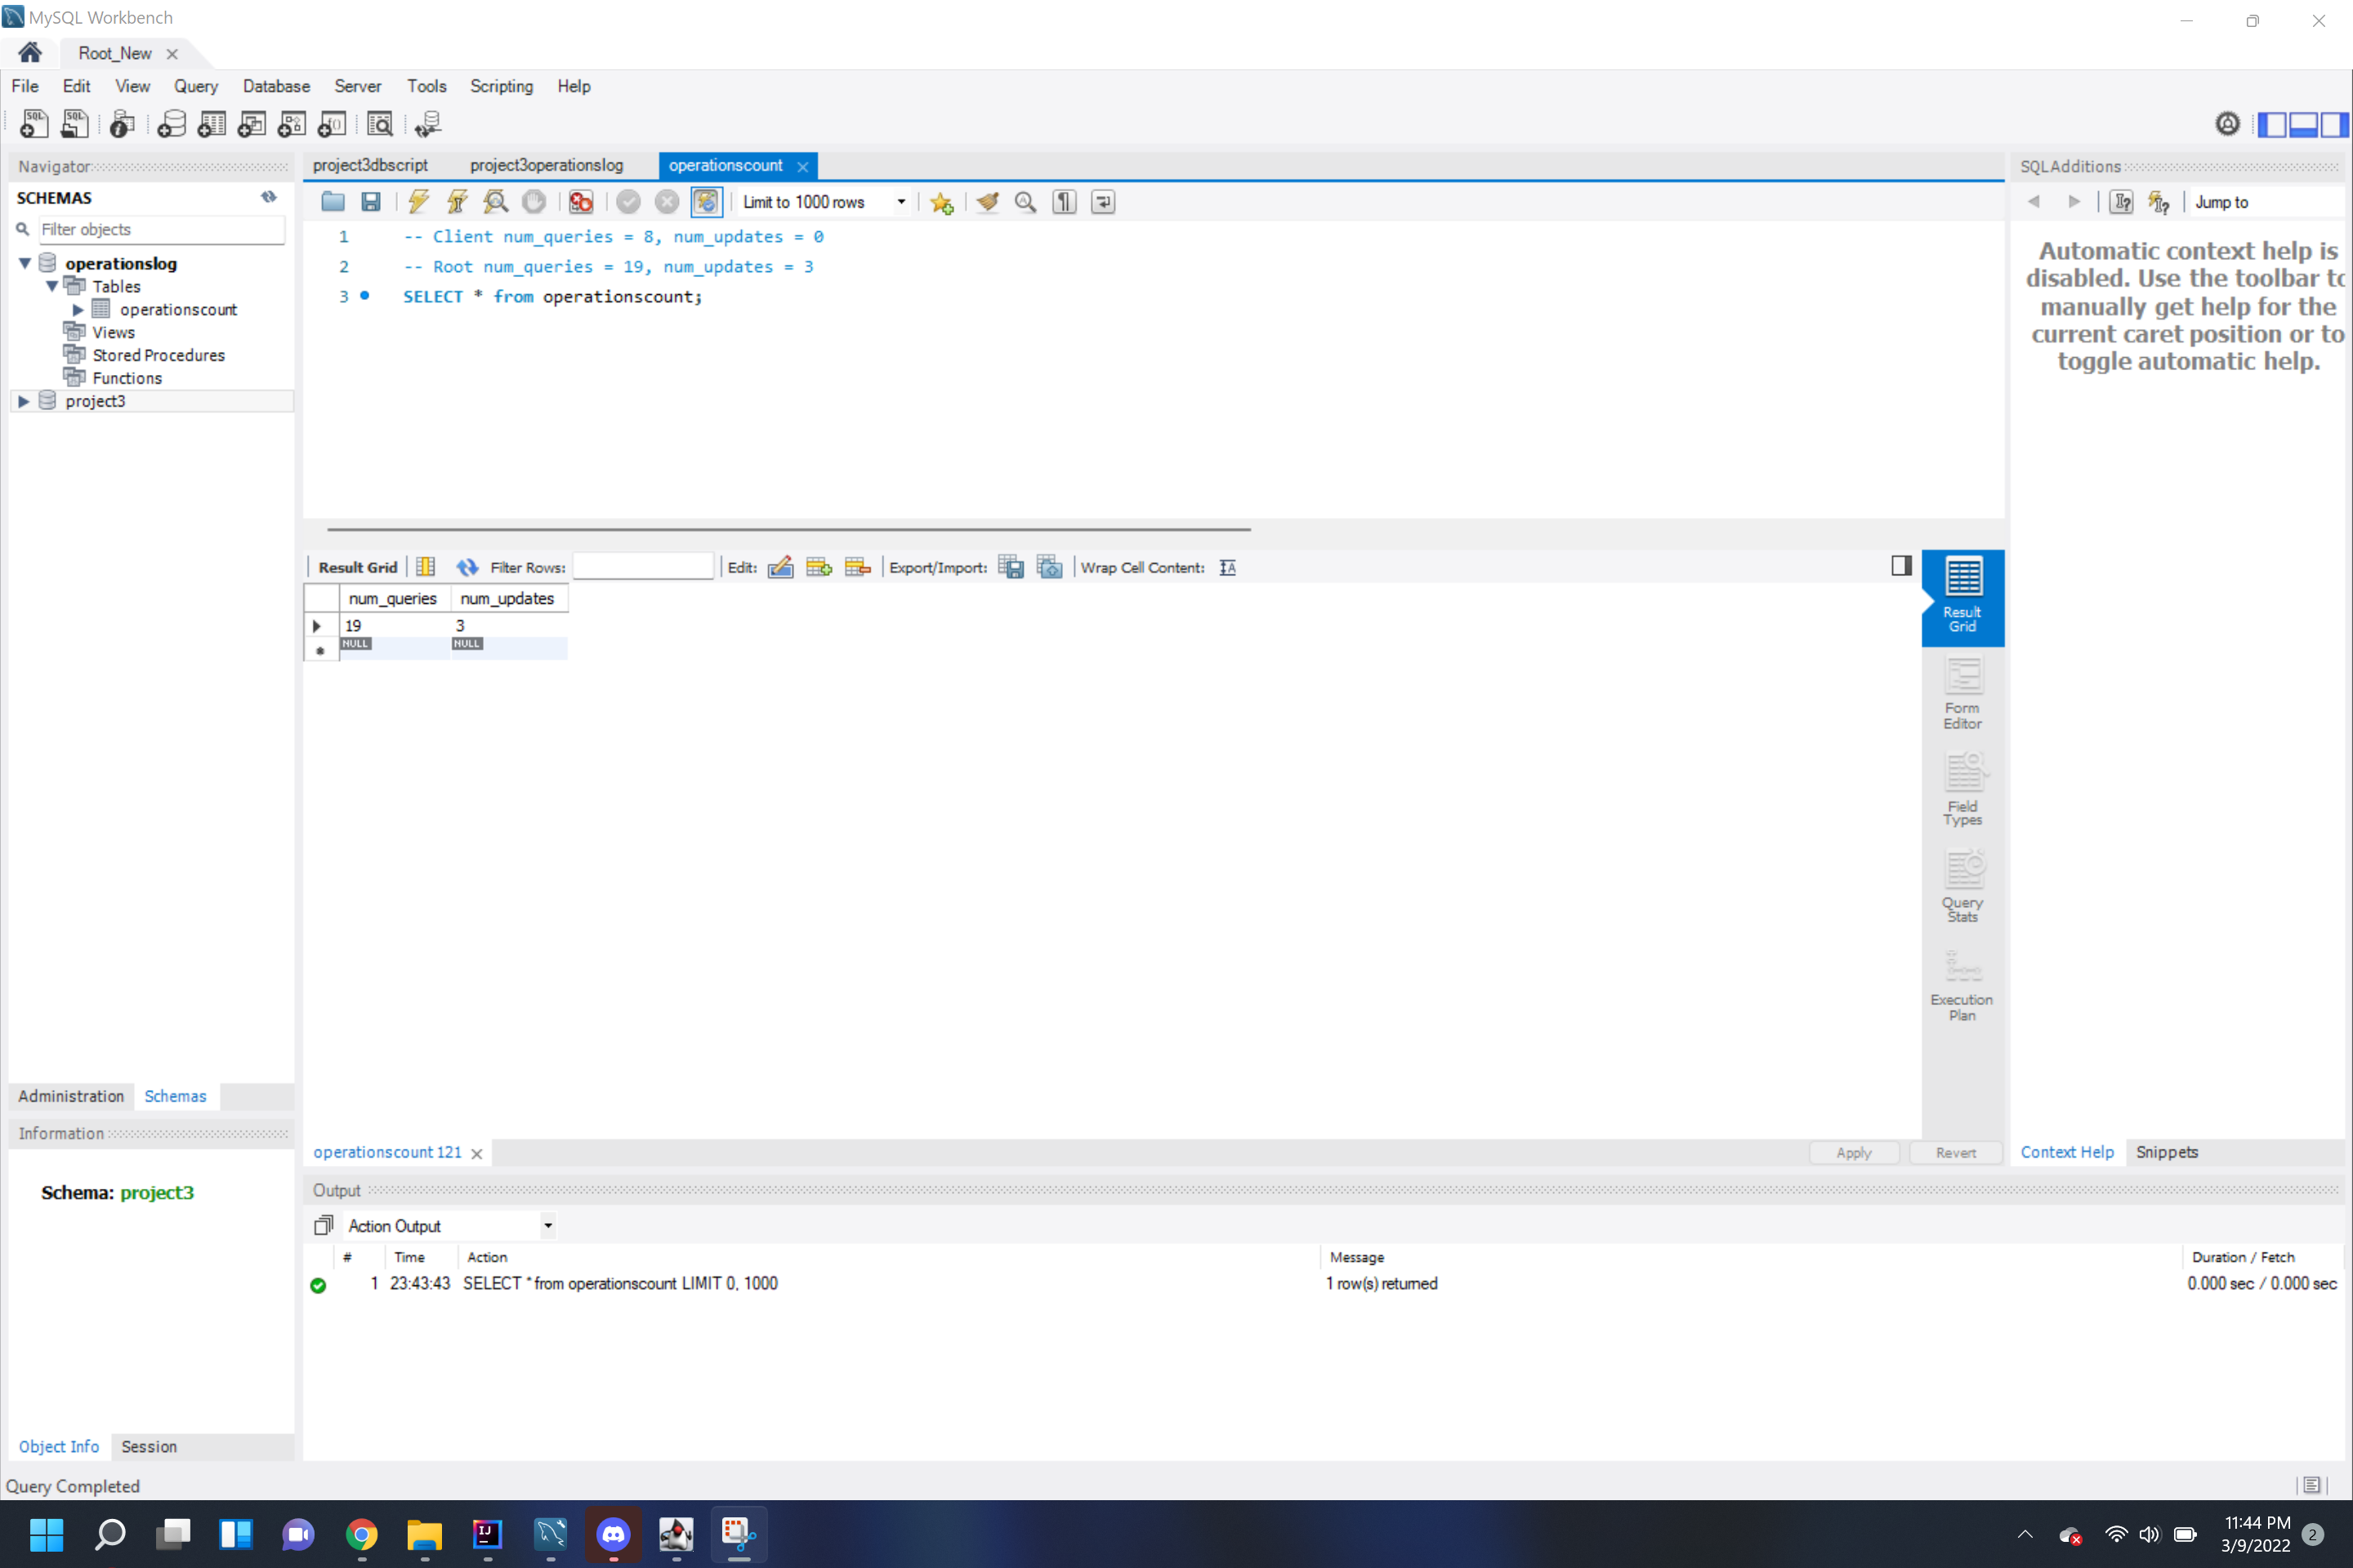 MySQL Workbench
Root_New
File Edit View Query Database Server Tools Scripting Help
Navigator
SCHEMAS
Filter objects
operationslog
Tables
operationscount
Views
Stored Procedures
Functions
project3
Administration Schemas
Information
Schema: project3
Object Info Session
project3dbscript project3operationslog operationscount
Limit to 1000 rows
1 -- Client num_queries = 8, num_updates = 0
2 -- Root num_queries = 19, num_updates = 3
3 SELECT * from operationscount;
Result Grid Filter Rows: Edit: Export/Import: Wrap Cell Content:
num_queries num_updates
19 3
NULL NULL
Result
Grid
Form
Editor
Field
Types
Query
Stats
Execution
Plan
operationscount 121 Apply Revert
SQLAdditions
Jump to
Automatic context help is
disabled. Use the toolbar to
manually get help for the
current caret position or to
toggle automatic help.
Context Help Snippets
Output
Action Output
# Time Action Message Duration / Fetch
1 23:43:43 SELECT * from operationscount LIMIT 0, 1000 1 row(s) returned 0.000 sec / 0.000 sec
Query Completed
11:44 PM
3/9/2022
2